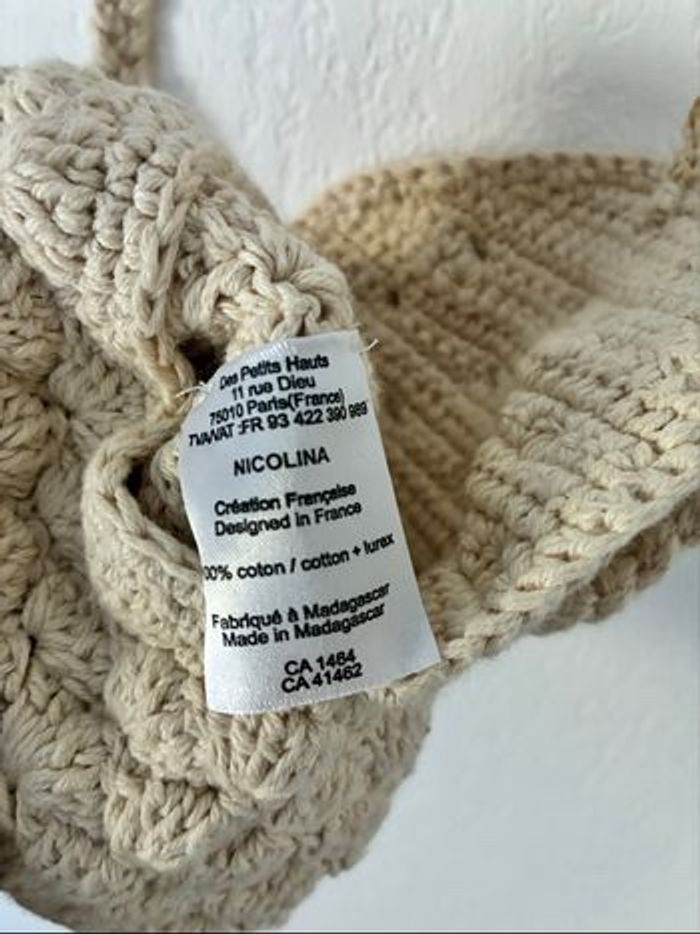 Des Petits Hauts
11 rue Dieu
75010 Paris(France)
TVA/VAT :FR 93 422 390 989
NICOLINA
Création Française
Designed in France
00% coton / cotton + lurex
Fabriqué à Madagascar
Made in Madagascar
CA 1464
CA 41462